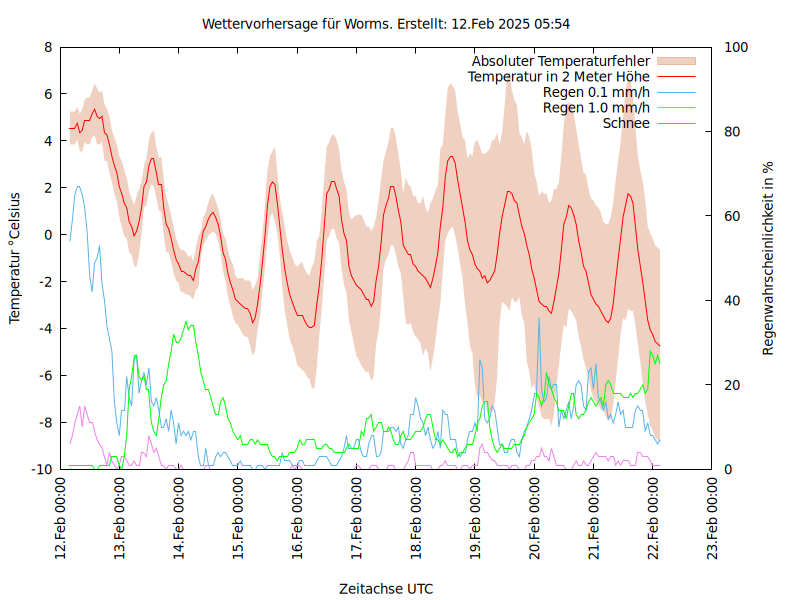 Wettervorhersage für Worms. Erstellt: 12.Feb 2025 05:54
Absoluter Temperaturfehler
Temperatur in 2 Meter Höhe
Regen 0.1 mm/h
Regen 1.0 mm/h
Schnee
Temperatur °Celsius
8
6
4
2
0
-2
-4
-6
-8
-10
Regenwahrscheinlichkeit in %
100
80
60
40
20
0
12.Feb 00:00
13.Feb 00:00
14.Feb 00:00
15.Feb 00:00
16.Feb 00:00
17.Feb 00:00
18.Feb 00:00
19.Feb 00:00
20.Feb 00:00
21.Feb 00:00
22.Feb 00:00
23.Feb 00:00
Zeitachse UTC